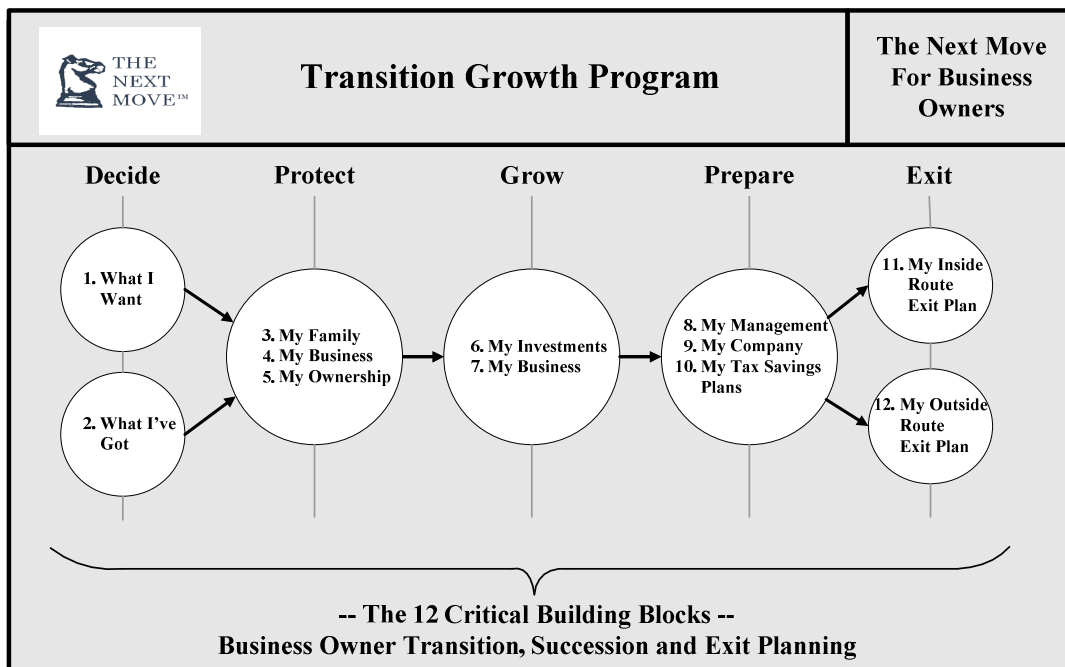 THE
NEXT
MOVE™
Transition Growth Program
The Next Move
For Business
Owners
Decide
Protect
Grow
Prepare
Exit
1. What I
Want
2. What I've
Got
3. My Family
4. My Business
5. My Ownership
6. My Investments
7. My Business
8. My Management
9. My Company
10. My Tax Savings
Plans
11. My Inside
Route
Exit Plan
12. My Outside
Route
Exit Plan
-- The 12 Critical Building Blocks --
Business Owner Transition, Succession and Exit Planning